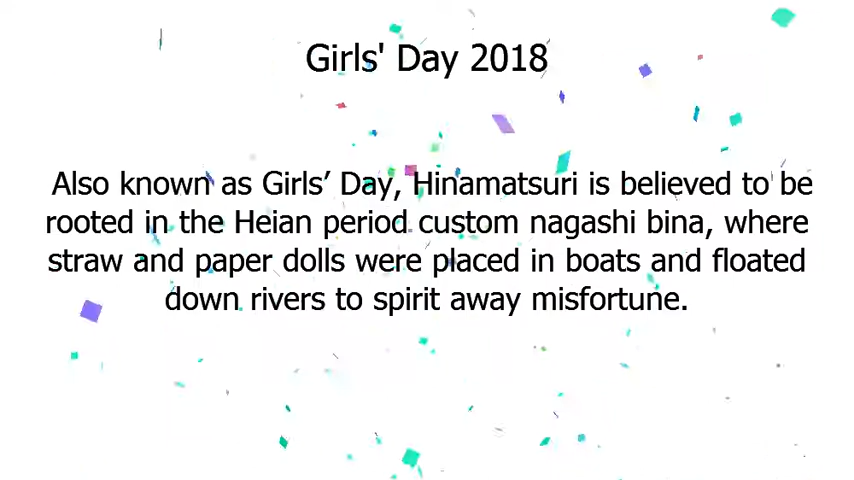 Girls' Day 2018
Also known as Girls’ Day, Hinamatsuri is believed to be
rooted in the Heian period custom nagashi bina, where
straw and paper dolls were placed in boats and floated
down rivers to spirit away misfortune.